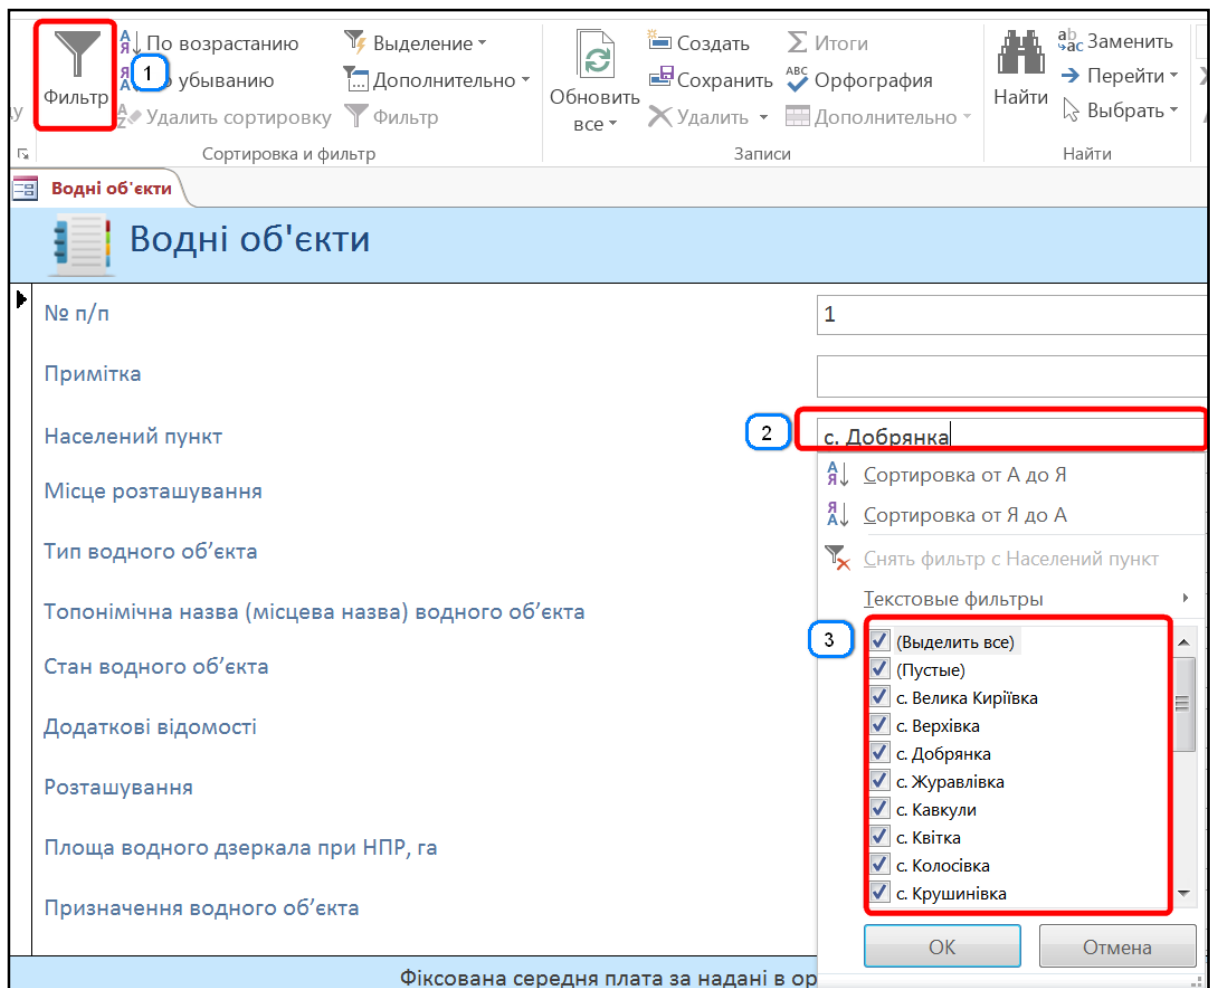 По возрастанию
Выделение
Создать
Итоги
Заменить
1
убыванию
Дополнительно
Сохранить
Орфография
Перейти
Фильтр
Обновить все
Найти
Удалить сортировку
Фильтр
Удалить
Дополнительно
Выбрать
Сортировка и фильтр
Записи
Найти
Водні об'єкти
Водні об'єкти
№ п/п
1
Примітка
Населений пункт
2
с. Добрянка
Сортировка от А до Я
Місце розташування
Сортировка от Я до А
Тип водного об’єкта
Снять фильтр с Населений пункт
Текстовые фильтры
Топонімічна назва (місцева назва) водного об’єкта
3
(Выделить все)
Стан водного об’єкта
(Пустые)
с. Велика Киріївка
Додаткові відомості
с. Верхівка
с. Добрянка
Розташування
с. Журавлівка
с. Кавкули
Площа водного дзеркала при НПР, га
с. Квітка
с. Колосівка
Призначення водного об’єкта
с. Крушинівка
ОК
Отмена
Фіксована середня плата за надані в ор